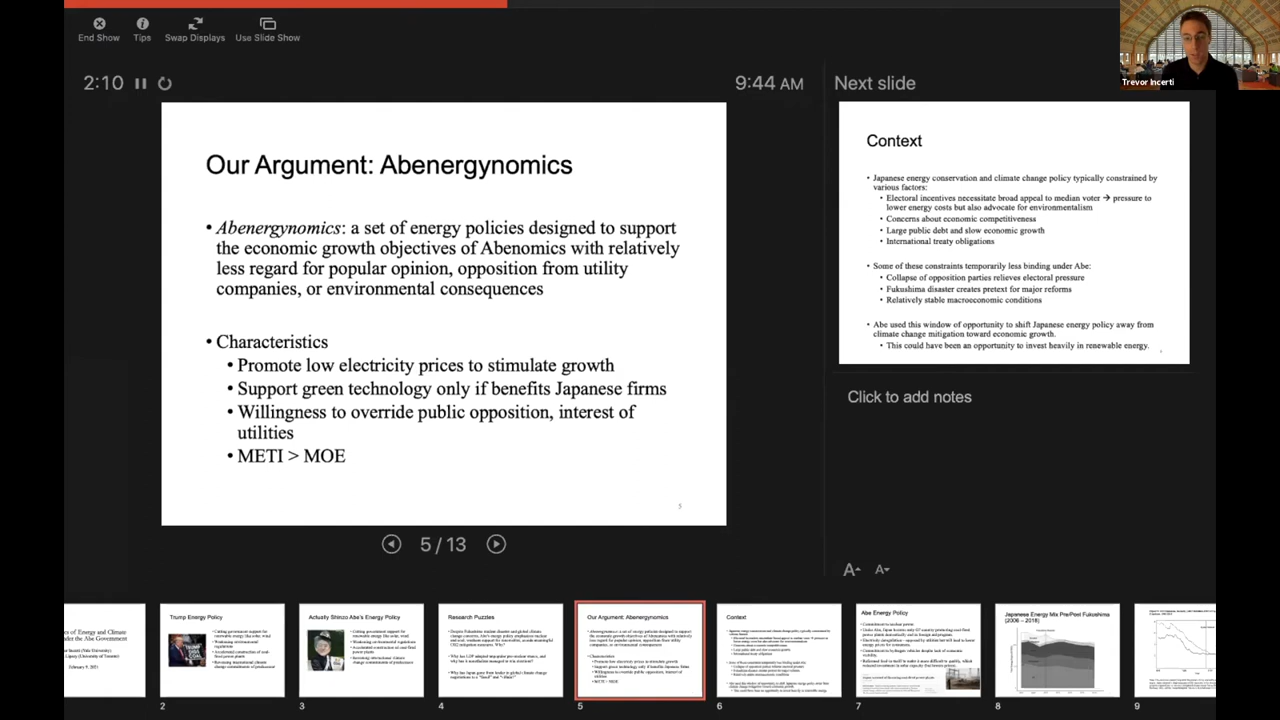 End Show
Tips
Swap Displays
Use Slide Show
Trevor Incerti
2:10
9:44 AM
Next slide
Our Argument: Abenergynomics
• Abenergynomics: a set of energy policies designed to support
the economic growth objectives of Abenomics with relatively
less regard for popular opinion, opposition from utility
companies, or environmental consequences
• Characteristics
• Promote low electricity prices to stimulate growth
• Support green technology only if benefits Japanese firms
• Willingness to override public opposition, interest of
utilities
• METI > MOE
5
Context
• Japanese energy conservation and climate change policy typically constrained by
various factors:
• Electoral incentives necessitate broad appeal to median voter → pressure to
lower energy costs but also advocate for environmentalism
• Concerns about economic competitiveness
• Large public debt and slow economic growth
• International treaty obligations
• Some of these constraints temporarily less binding under Abe:
• Collapse of opposition parties relieves electoral pressure
• Fukushima disaster creates pretext for major reforms
• Relatively stable macroeconomic conditions
• Abe used this window of opportunity to shift Japanese energy policy away from
climate change mitigation toward economic growth.
• This could have been an opportunity to invest heavily in renewable energy.
Click to add notes
5 / 13
A A
Trump Energy Policy
Actually Shinzo Abe's Energy Policy
Research Puzzles
Our Argument: Abenergynomics
Context
Abe Energy Policy
Japanese Energy Mix Pre/Post Fukushima
(2006 – 2018)
2
3
4
5
6
7
8
9